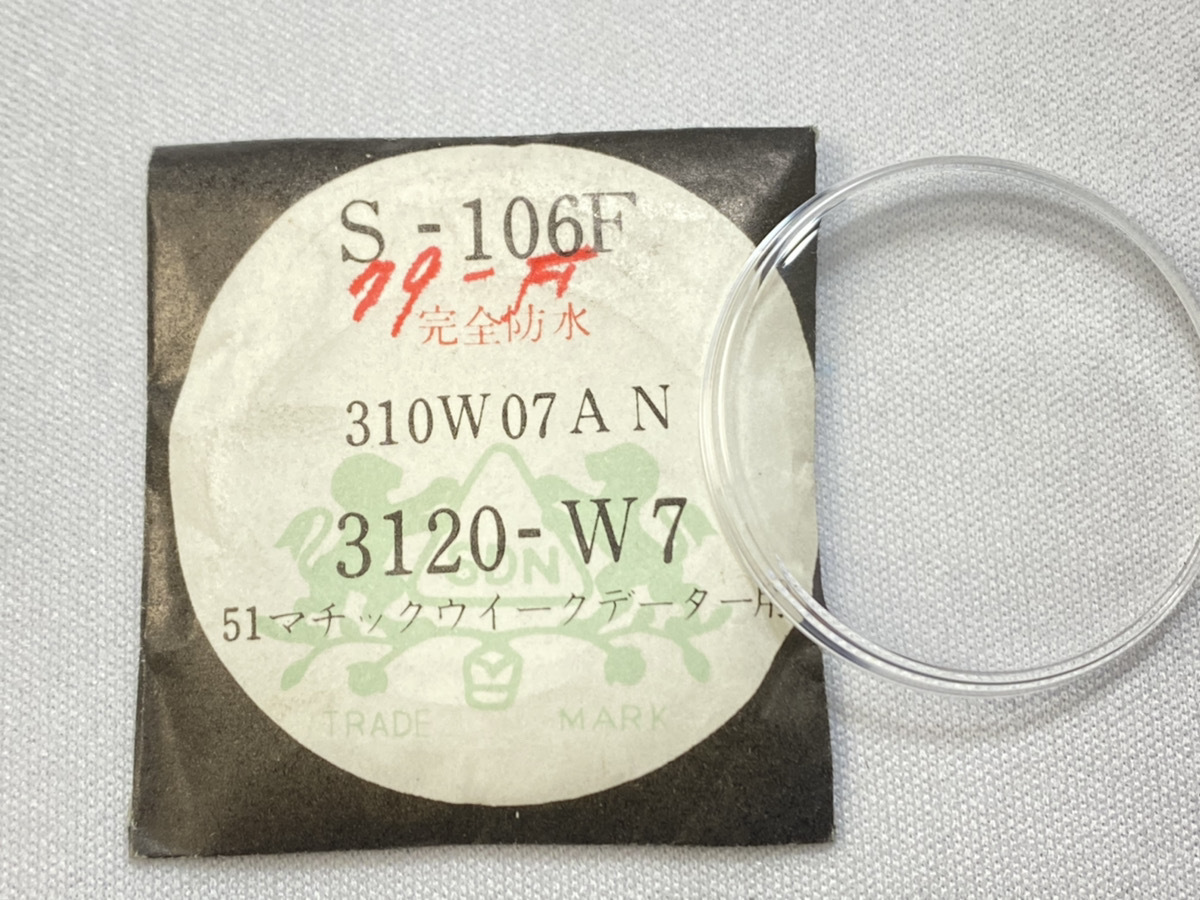 S-106F
79-
完全防水
310W07AN
3120-W7
SDN
51マチックウイークデーター用
TRADE MARK